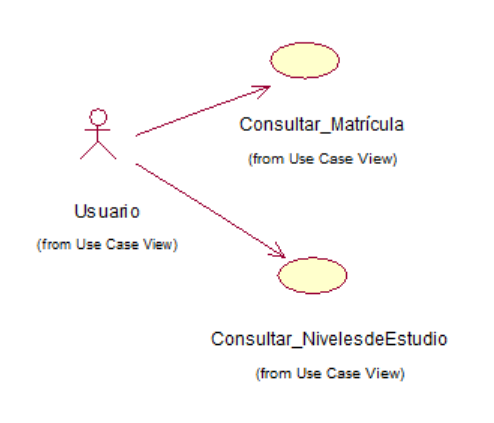 Consultar_Matrícula
(from Use Case View)
Usuario
(from Use Case View)
Consultar_NivelesdeEstudio
(from Use Case View)